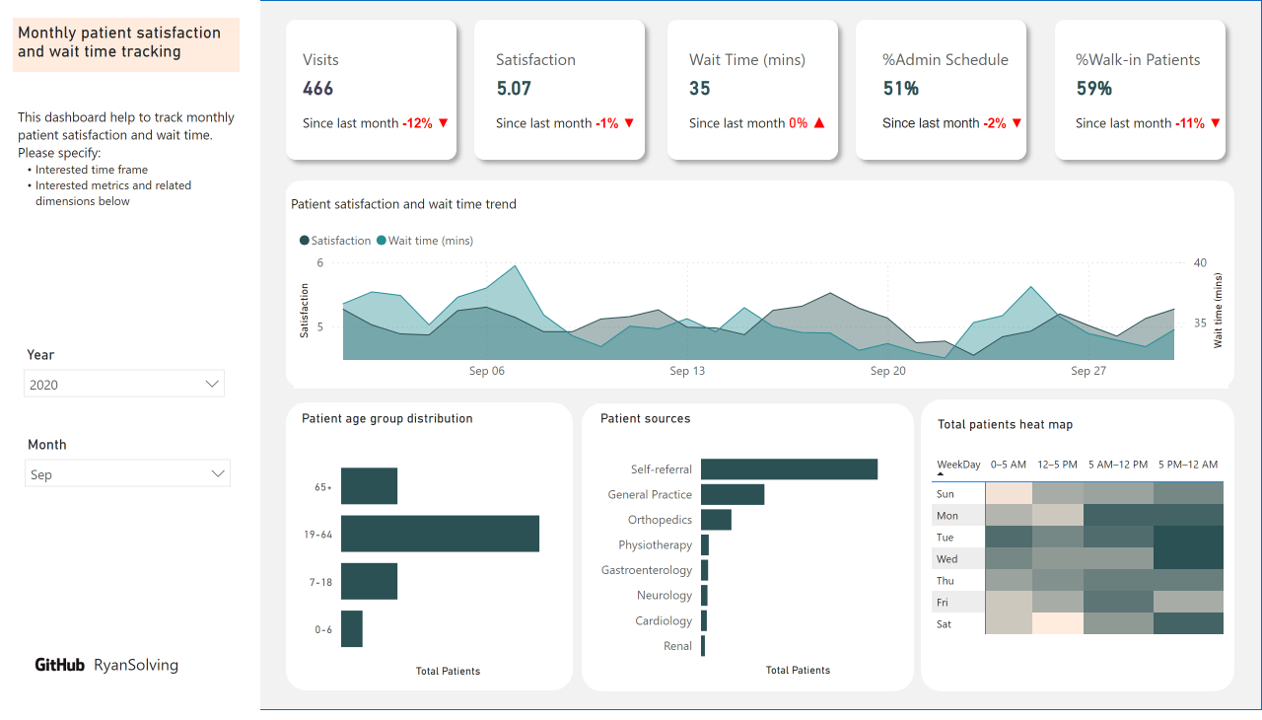 Monthly patient satisfaction
and wait time tracking
This dashboard help to track monthly
patient satisfaction and wait time.
Please specify:
• Interested time frame
• Interested metrics and related
dimensions below
Year
2020
Month
Sep
GitHub RyanSolving
Visits
466
Since last month -12% ▼
Satisfaction
5.07
Since last month -1% ▼
Wait Time (mins)
35
Since last month 0% ▲
%Admin Schedule
51%
Since last month -2% ▼
%Walk-in Patients
59%
Since last month -11% ▼
Patient satisfaction and wait time trend
Satisfaction Wait time (mins)
6
5
Satisfaction
40
35
Wait time (mins)
Sep 06 Sep 13 Sep 20 Sep 27
Patient age group distribution
65+
19-64
7-18
0-6
Total Patients
Patient sources
Self-referral
General Practice
Orthopedics
Physiotherapy
Gastroenterology
Neurology
Cardiology
Renal
Total Patients
Total patients heat map
WeekDay 0–5 AM 12–5 PM 5 AM–12 PM 5 PM–12 AM
Sun
Mon
Tue
Wed
Thu
Fri
Sat